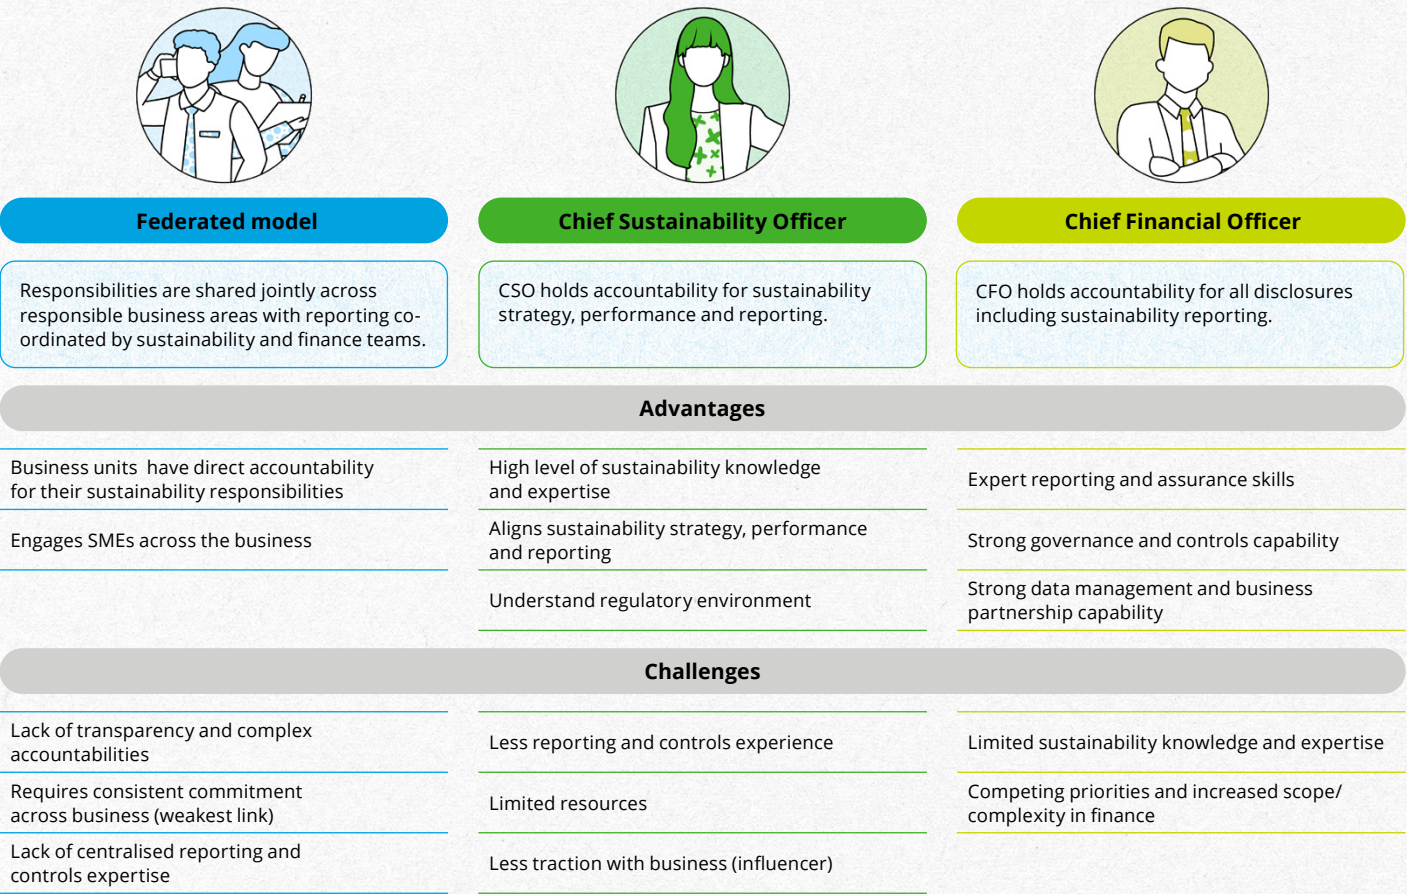 Federated model
Chief Sustainability Officer
Chief Financial Officer
Responsibilities are shared jointly across
responsible business areas with reporting co-
ordinated by sustainability and finance teams.
CSO holds accountability for sustainability
strategy, performance and reporting.
CFO holds accountability for all disclosures
including sustainability reporting.
Advantages
Business units have direct accountability
for their sustainability responsibilities
High level of sustainability knowledge
and expertise
Expert reporting and assurance skills
Engages SMEs across the business
Aligns sustainability strategy, performance
and reporting
Strong governance and controls capability
Understand regulatory environment
Strong data management and business
partnership capability
Challenges
Lack of transparency and complex
accountabilities
Less reporting and controls experience
Limited sustainability knowledge and expertise
Requires consistent commitment
across business (weakest link)
Limited resources
Competing priorities and increased scope/
complexity in finance
Lack of centralised reporting and
controls expertise
Less traction with business (influencer)